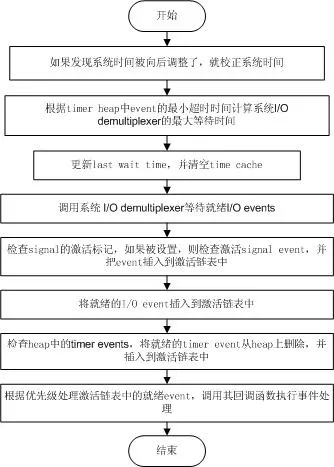 开始
如果发现系统时间被向后调整了，就校正系统时间
根据timer heap中event的最小超时时间计算系统I/O
demultiplexer的最大等待时间
更新last wait time，并清空time cache
调用系统 I/O demultiplexer等待就绪I/O events
检查signal的激活标记，如果被设置，则检查激活signal event，并
把event插入到激活链表中
将就绪的I/O event插入到激活链表中
检查heap中的timer events，将就绪的timer event从heap上删除，并
插入到激活链表中
根据优先级处理激活链表中的就绪event，调用其回调函数执行事件处
理
结束